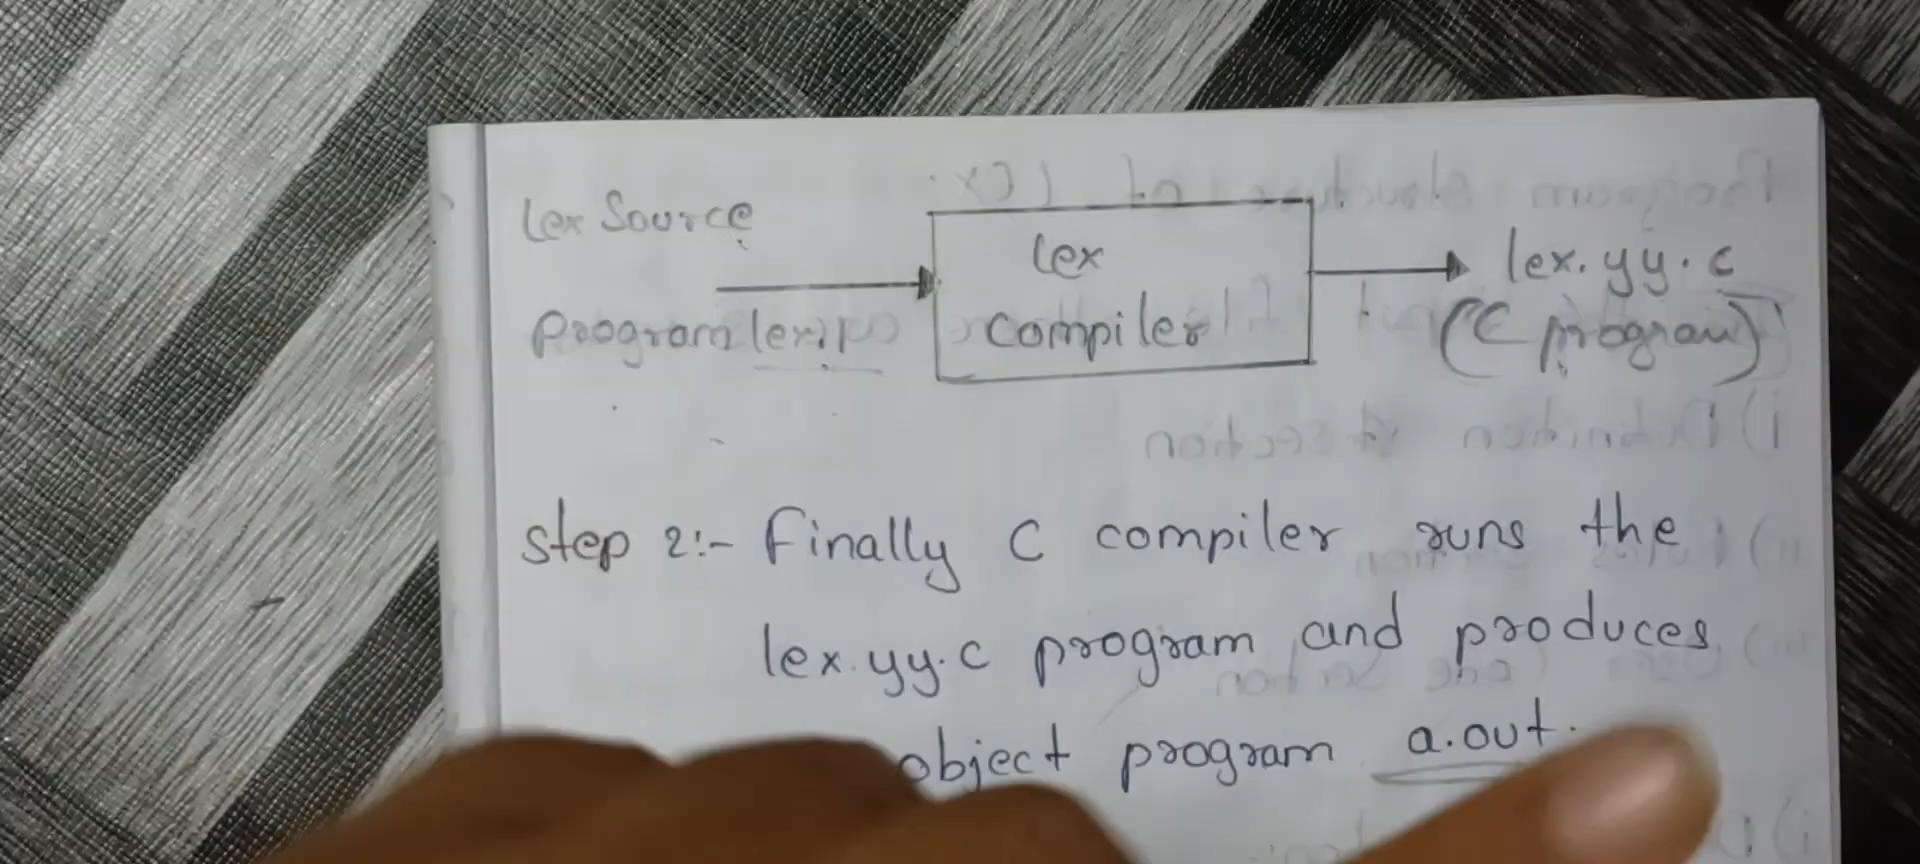 Lex Source
Program lex.l
Lex
Compiler
lex.yy.c
(C program)
Step 2:- Finally C compiler runs the
lex.yy.c program and produces
object program a.out.